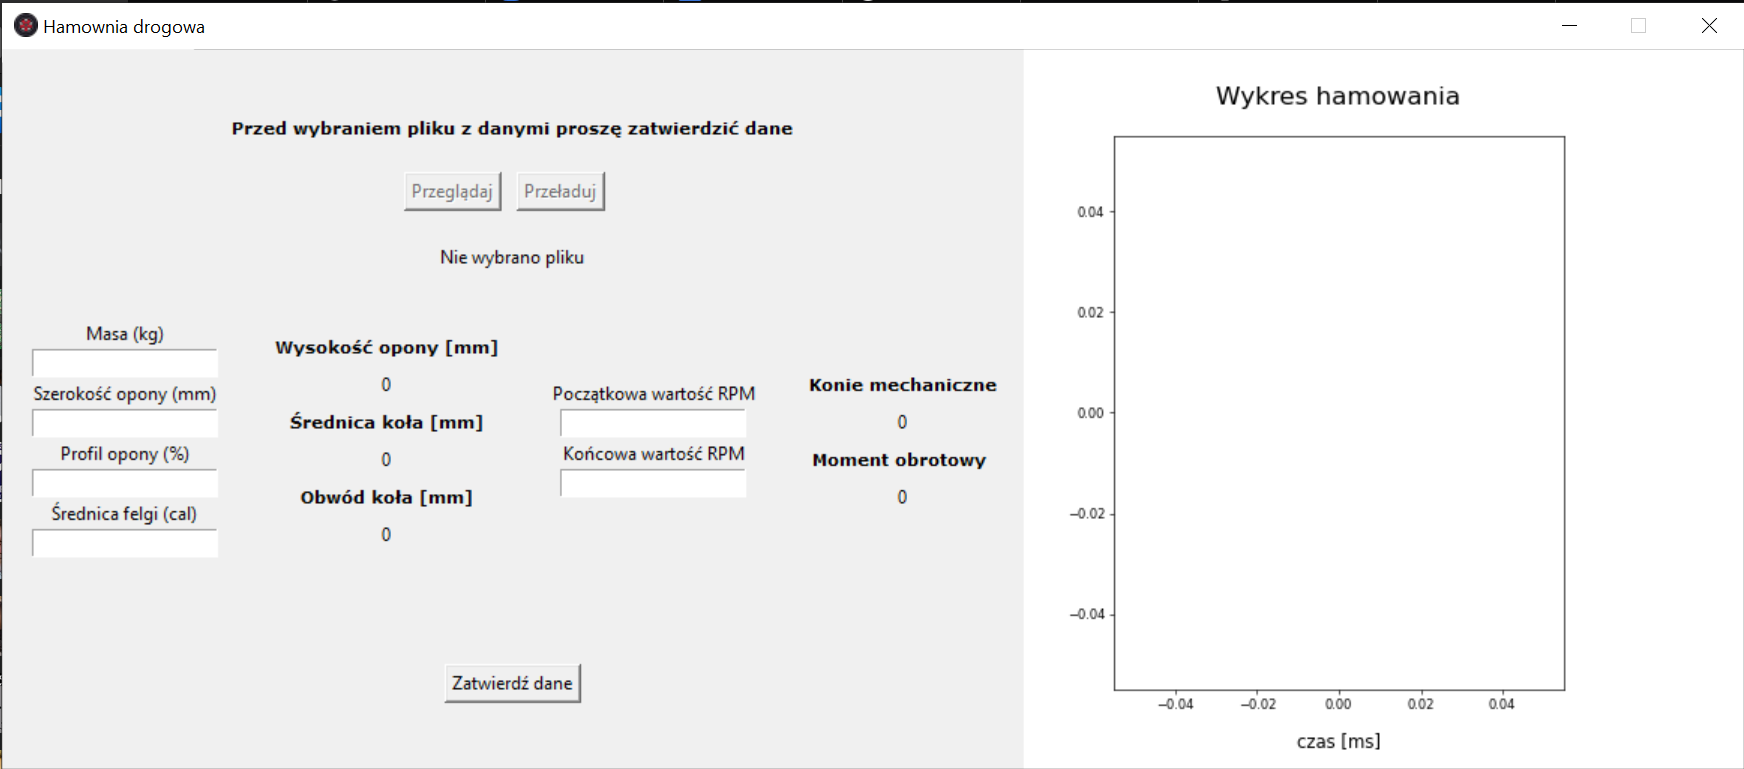 Hamownia drogowa
Przed wybraniem pliku z danymi proszę zatwierdzić dane
Przeglądaj
Przeładuj
Nie wybrano pliku
Masa (kg)
Szerokość opony (mm)
Profil opony (%)
Średnica felgi (cal)
Wysokość opony [mm]
0
Średnica koła [mm]
0
Obwód koła [mm]
0
Początkowa wartość RPM
Końcowa wartość RPM
Konie mechaniczne
0
Moment obrotowy
0
Zatwierdź dane
Wykres hamowania
0.04
0.02
0.00
−0.02
−0.04
−0.04 −0.02 0.00 0.02 0.04
czas [ms]